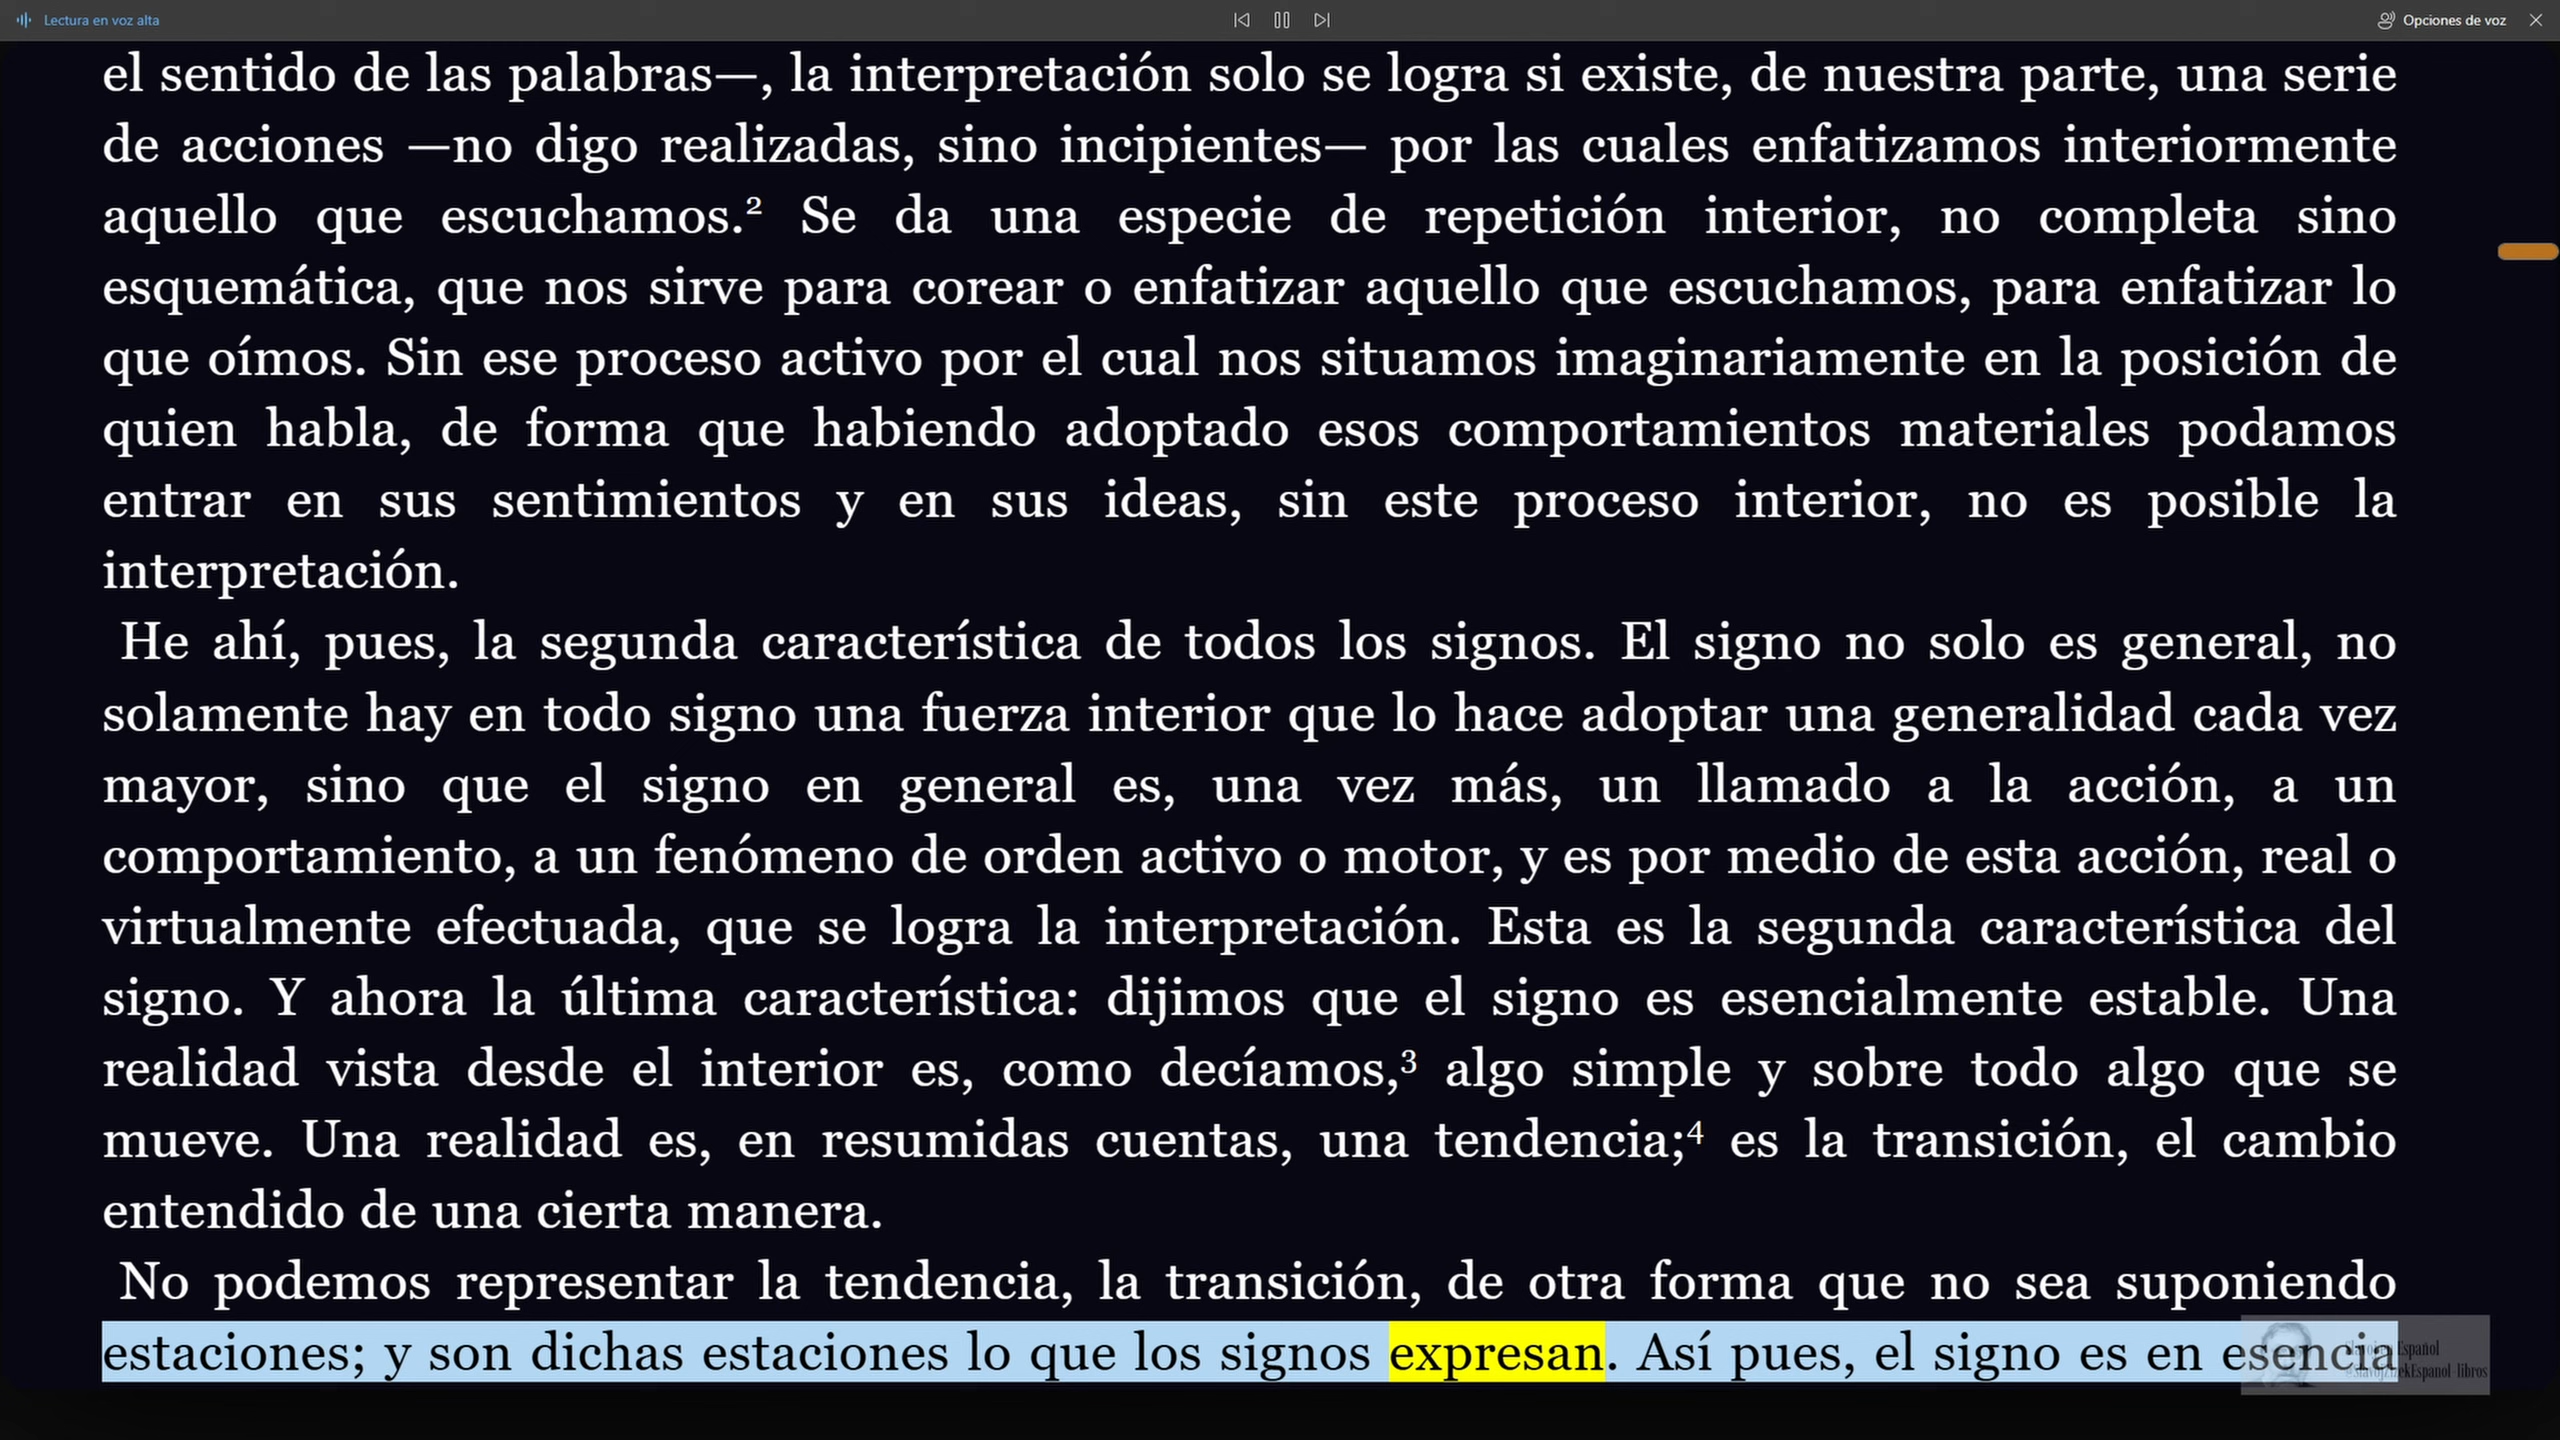 Lectura en voz alta
Opciones de voz
el sentido de las palabras—, la interpretación solo se logra si existe, de nuestra parte, una serie
de acciones —no digo realizadas, sino incipientes— por las cuales enfatizamos interiormente
aquello que escuchamos.² Se da una especie de repetición interior, no completa sino
esquemática, que nos sirve para corear o enfatizar aquello que escuchamos, para enfatizar lo
que oímos. Sin ese proceso activo por el cual nos situamos imaginariamente en la posición de
quien habla, de forma que habiendo adoptado esos comportamientos materiales podamos
entrar en sus sentimientos y en sus ideas, sin este proceso interior, no es posible la
interpretación.
He ahí, pues, la segunda característica de todos los signos. El signo no solo es general, no
solamente hay en todo signo una fuerza interior que lo hace adoptar una generalidad cada vez
mayor, sino que el signo en general es, una vez más, un llamado a la acción, a un
comportamiento, a un fenómeno de orden activo o motor, y es por medio de esta acción, real o
virtualmente efectuada, que se logra la interpretación. Esta es la segunda característica del
signo. Y ahora la última característica: dijimos que el signo es esencialmente estable. Una
realidad vista desde el interior es, como decíamos,³ algo simple y sobre todo algo que se
mueve. Una realidad es, en resumidas cuentas, una tendencia;⁴ es la transición, el cambio
entendido de una cierta manera.
No podemos representar la tendencia, la transición, de otra forma que no sea suponiendo
estaciones; y son dichas estaciones lo que los signos expresan. Así pues, el signo es en esencia
Español